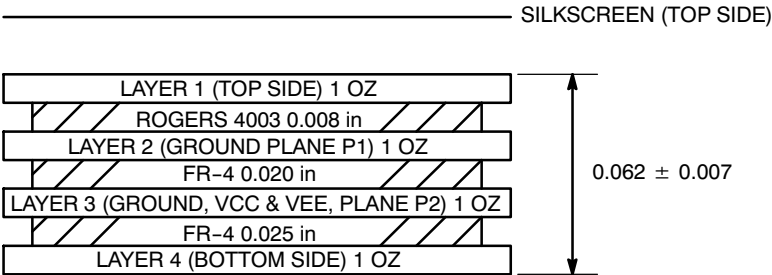 SILKSCREEN (TOP SIDE)
LAYER 1 (TOP SIDE) 1 OZ
ROGERS 4003 0.008 in
LAYER 2 (GROUND PLANE P1) 1 OZ
FR−4 0.020 in
0.062 ± 0.007
LAYER 3 (GROUND, VCC & VEE, PLANE P2) 1 OZ
FR−4 0.025 in
LAYER 4 (BOTTOM SIDE) 1 OZ